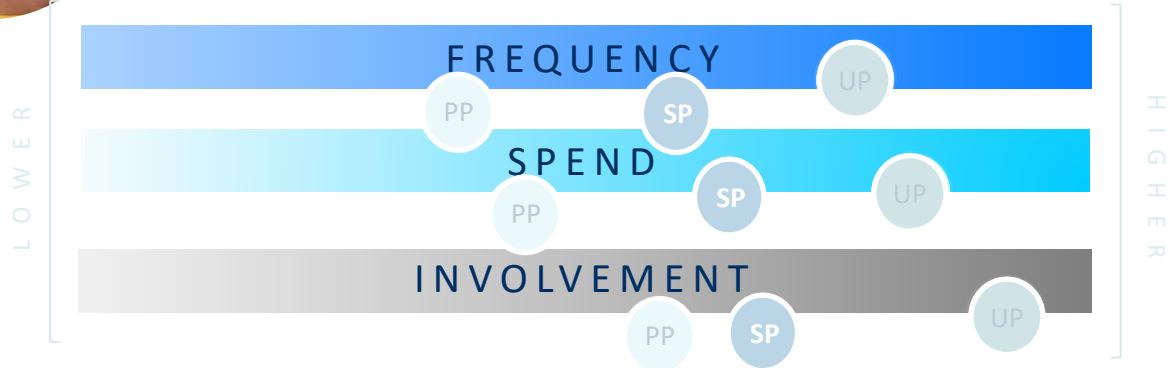 FREQUENCY
PP
SP
UP
SPEND
PP
SP
UP
INVOLVEMENT
PP
SP
UP
LOWER
HIGHER